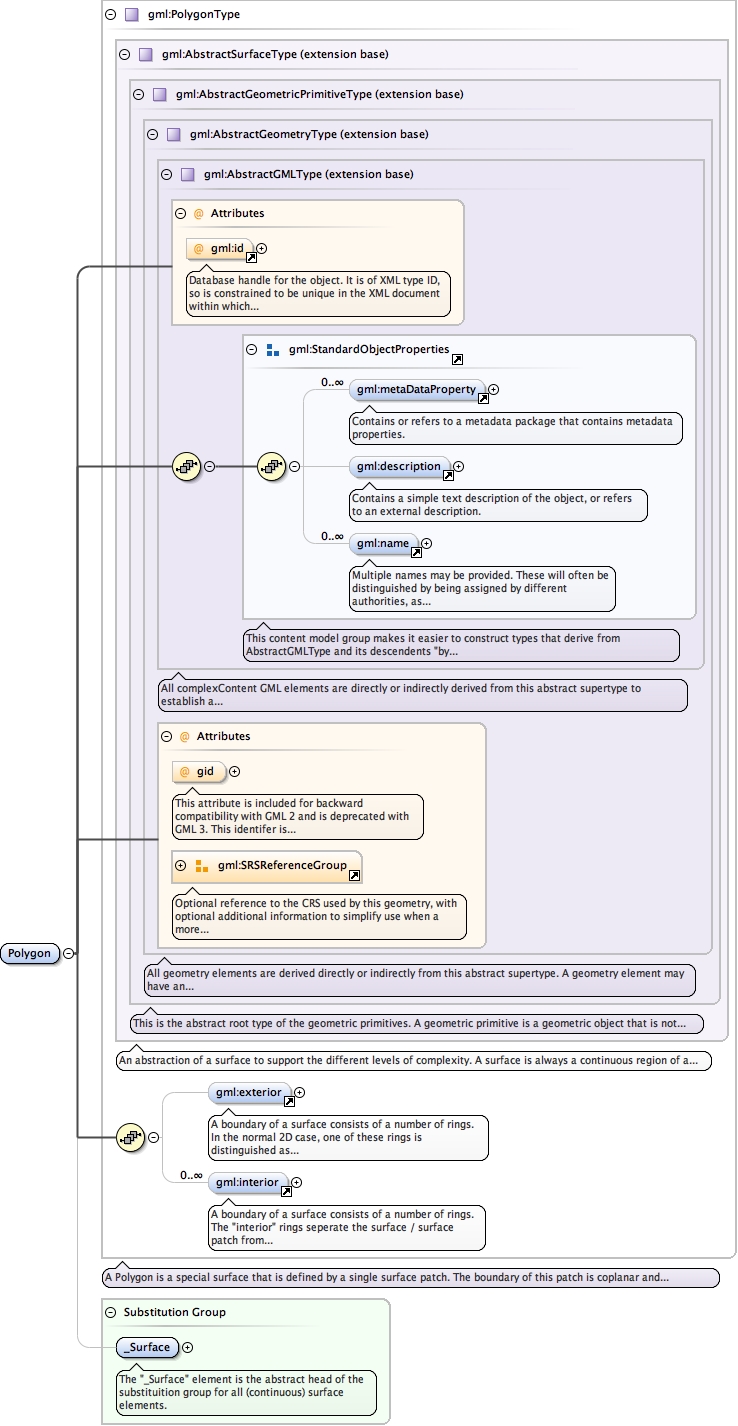 gml:PolygonType
gml:AbstractSurfaceType (extension base)
gml:AbstractGeometricPrimitiveType (extension base)
gml:AbstractGeometryType (extension base)
gml:AbstractGMLType (extension base)
@ Attributes
@ gml:id
Database handle for the object. It is of XML type ID,
so is constrained to be unique in the XML document
within which...
gml:StandardObjectProperties
0..∞
gml:metaDataProperty
Contains or refers to a metadata package that contains metadata
properties.
gml:description
Contains a simple text description of the object, or refers
to an external description.
0..∞
gml:name
Multiple names may be provided. These will often be
distinguished by being assigned by different
authorities, as...
This content model group makes it easier to construct types that derive from
AbstractGMLType and its descendents "by...
All complexContent GML elements are directly or indirectly derived from this abstract supertype to
establish a...
@ Attributes
@ gid
This attribute is included for backward
compatibility with GML 2 and is deprecated with
GML 3. This identifer is...
gml:SRSReferenceGroup
Optional reference to the CRS used by this geometry, with
optional additional information to simplify use when a
more...
Polygon
All geometry elements are derived directly or indirectly from this abstract supertype. A geometry element may
have an...
This is the abstract root type of the geometric primitives. A geometric primitive is a geometric object that is not...
An abstraction of a surface to support the different levels of complexity. A surface is always a continuous region of a...
gml:exterior
A boundary of a surface consists of a number of rings.
In the normal 2D case, one of these rings is
distinguished as...
0..∞
gml:interior
A boundary of a surface consists of a number of rings.
The "interior" rings seperate the surface / surface
patch from...
A Polygon is a special surface that is defined by a single surface patch. The boundary of this patch is coplanar and...
Substitution Group
_Surface
The "_Surface" element is the abstract head of the
substituition group for all (continuous) surface
elements.